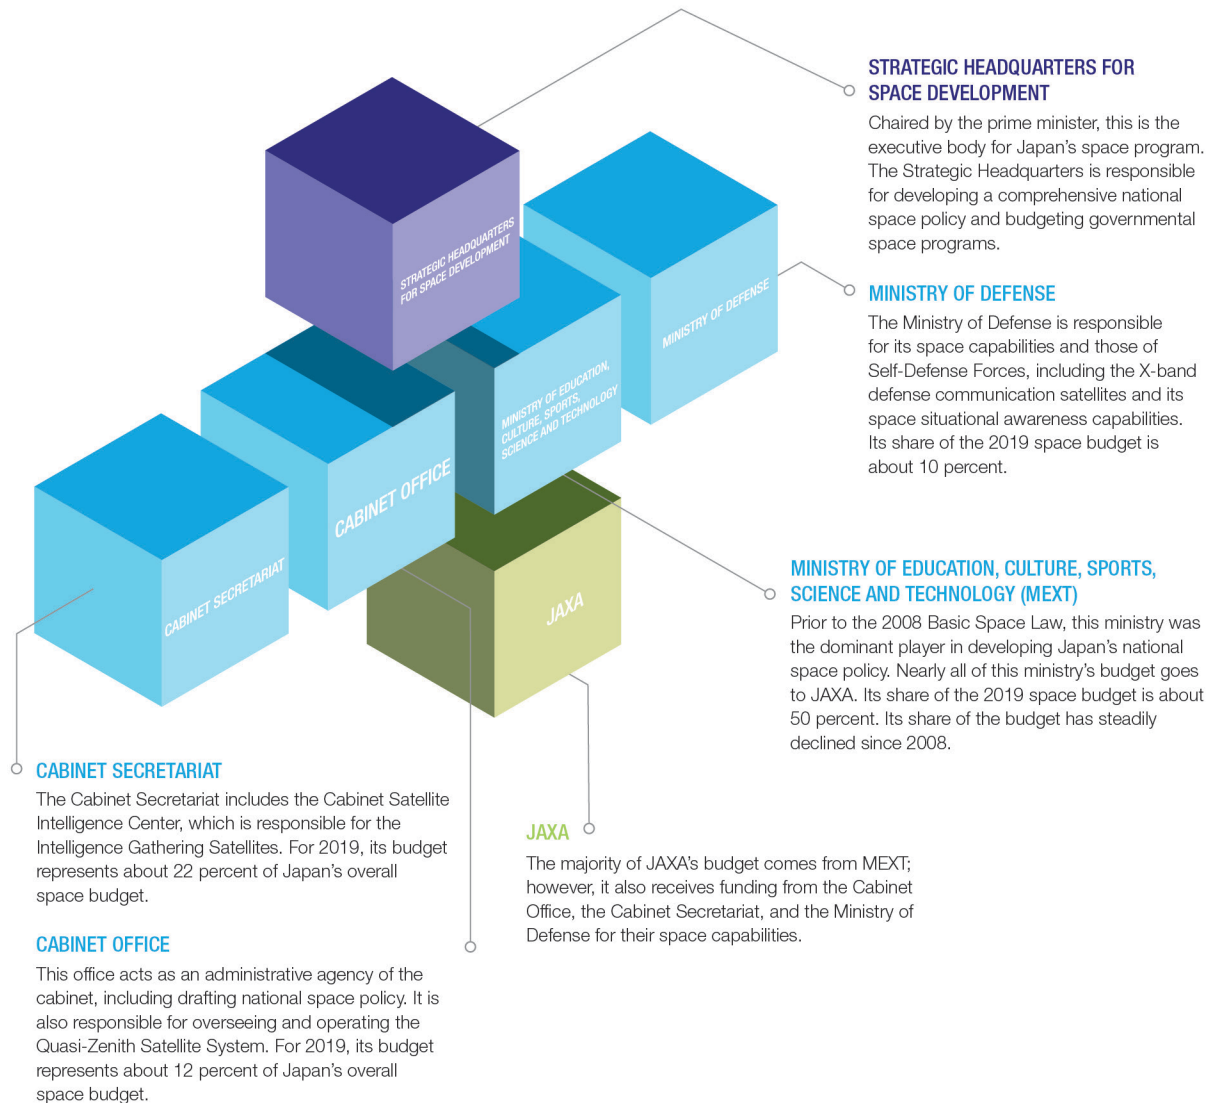 STRATEGIC HEADQUARTERS FOR
SPACE DEVELOPMENT
Chaired by the prime minister, this is the
executive body for Japan’s space program.
The Strategic Headquarters is responsible
for developing a comprehensive national
space policy and budgeting governmental
space programs.
STRATEGIC HEADQUARTERS
FOR SPACE DEVELOPMENT
MINISTRY OF DEFENSE
MINISTRY OF DEFENSE
The Ministry of Defense is responsible
for its space capabilities and those of
Self-Defense Forces, including the X-band
defense communication satellites and its
space situational awareness capabilities.
Its share of the 2019 space budget is
about 10 percent.
MINISTRY OF EDUCATION,
CULTURE, SPORTS,
SCIENCE AND TECHNOLOGY
CABINET OFFICE
CABINET SECRETARIAT
JAXA
MINISTRY OF EDUCATION, CULTURE, SPORTS,
SCIENCE AND TECHNOLOGY (MEXT)
Prior to the 2008 Basic Space Law, this ministry was
the dominant player in developing Japan’s national
space policy. Nearly all of this ministry’s budget goes
to JAXA. Its share of the 2019 space budget is about
50 percent. Its share of the budget has steadily
declined since 2008.
CABINET SECRETARIAT
The Cabinet Secretariat includes the Cabinet Satellite
Intelligence Center, which is responsible for the
Intelligence Gathering Satellites. For 2019, its budget
represents about 22 percent of Japan’s overall
space budget.
JAXA
The majority of JAXA’s budget comes from MEXT;
however, it also receives funding from the Cabinet
Office, the Cabinet Secretariat, and the Ministry of
Defense for their space capabilities.
CABINET OFFICE
This office acts as an administrative agency of the
cabinet, including drafting national space policy. It is
also responsible for overseeing and operating the
Quasi-Zenith Satellite System. For 2019, its budget
represents about 12 percent of Japan’s overall
space budget.